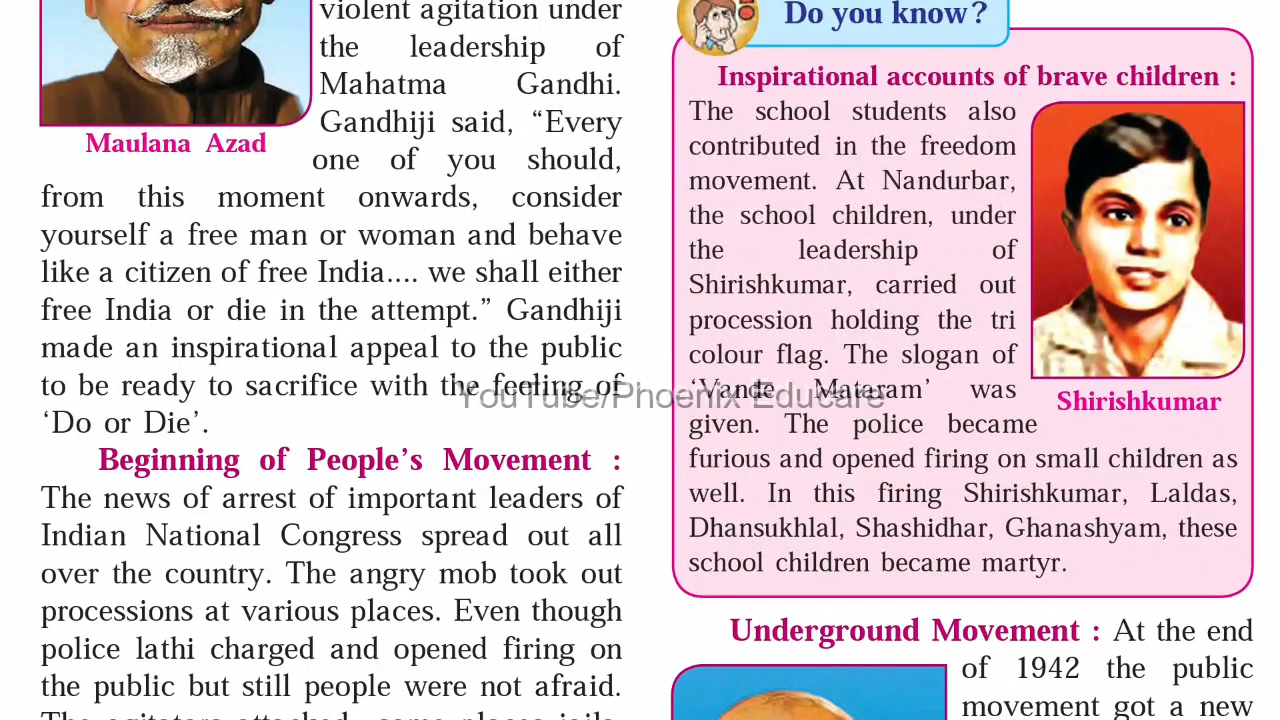 violent agitation under
the leadership of
Mahatma Gandhi.
Gandhiji said, “Every
one of you should,
Maulana Azad
from this moment onwards, consider
yourself a free man or woman and behave
like a citizen of free India.... we shall either
free India or die in the attempt.” Gandhiji
made an inspirational appeal to the public
to be ready to sacrifice with the feeling of
‘Do or Die’.
Beginning of People’s Movement :
The news of arrest of important leaders of
Indian National Congress spread out all
over the country. The angry mob took out
processions at various places. Even though
police lathi charged and opened firing on
the public but still people were not afraid.
The agitators attacked some places jails,
Do you know?
Inspirational accounts of brave children :
The school students also
contributed in the freedom
movement. At Nandurbar,
the school children, under
the leadership of
Shirishkumar, carried out
procession holding the tri
colour flag. The slogan of
‘Vande Mataram’ was
given. The police became
Shirishkumar
furious and opened firing on small children as
well. In this firing Shirishkumar, Laldas,
Dhansukhlal, Shashidhar, Ghanashyam, these
school children became martyr.
Underground Movement : At the end
of 1942 the public
movement got a new
YouTube/Phoenix Educare